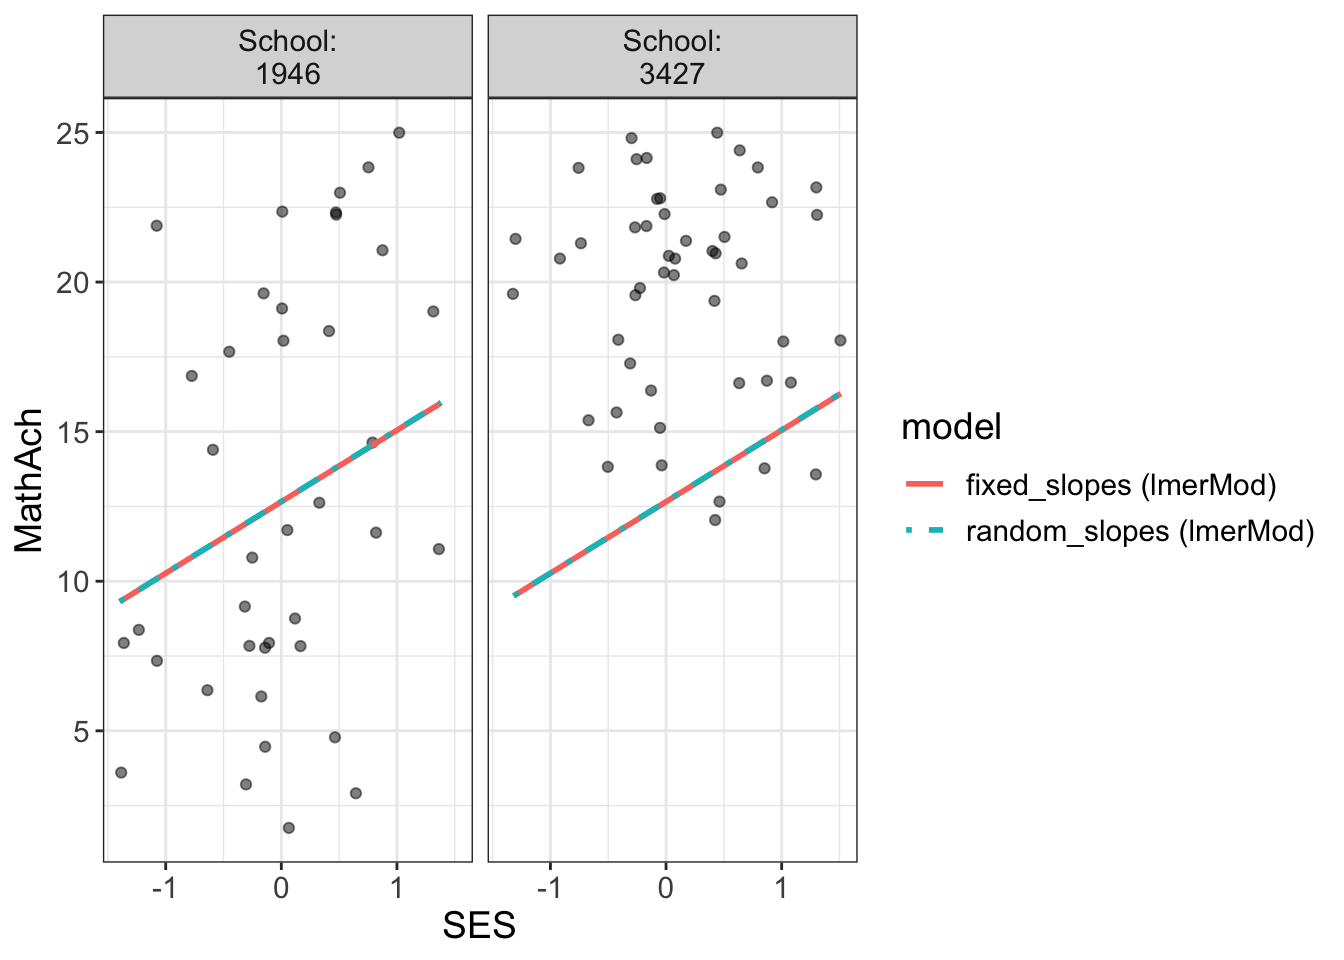 School:
1946
School:
3427
25
20
15
10
5
MathAch
-1
0
1
-1
0
1
SES
model
fixed_slopes (lmerMod)
random_slopes (lmerMod)